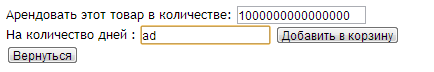 Арендовать этот товар в количестве: 1000000000000000
На количество дней : ad Добавить в корзину
Вернуться